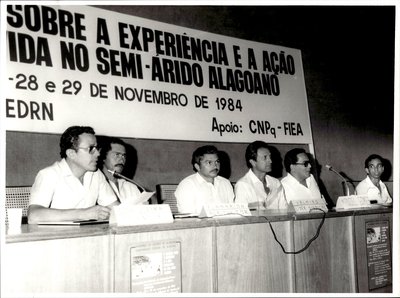 SOBRE A EXPERIÊNCIA E A AÇÃO
IDA NO SEMI-ÁRIDO ALAGOANO
-28 e 29 DE NOVEMBRO DE 1984
EDRN
Apoio: CNPq - FIEA